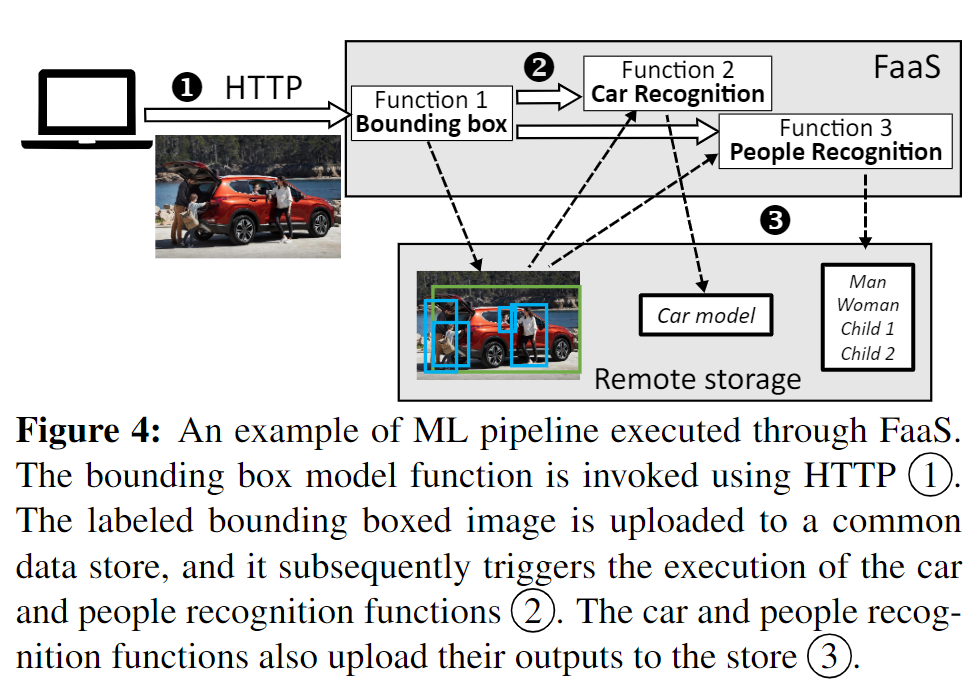 ❶ HTTP
❷
FaaS
Function 1
Bounding box
Function 2
Car Recognition
Function 3
People Recognition
❸
Car model
Man
Woman
Child 1
Child 2
Remote storage
Figure 4: An example of ML pipeline executed through FaaS.
The bounding box model function is invoked using HTTP ①.
The labeled bounding boxed image is uploaded to a common
data store, and it subsequently triggers the execution of the car
and people recognition functions ②. The car and people recog-
nition functions also upload their outputs to the store ③.